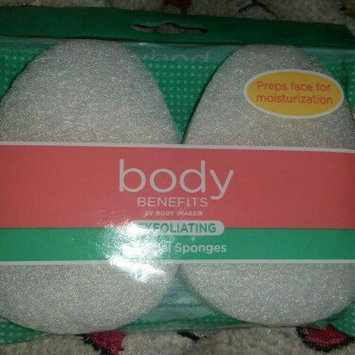 Preps face for
moisturization
body
BENEFITS
BY BODY IMAGE®
EXFOLIATING
Sponges